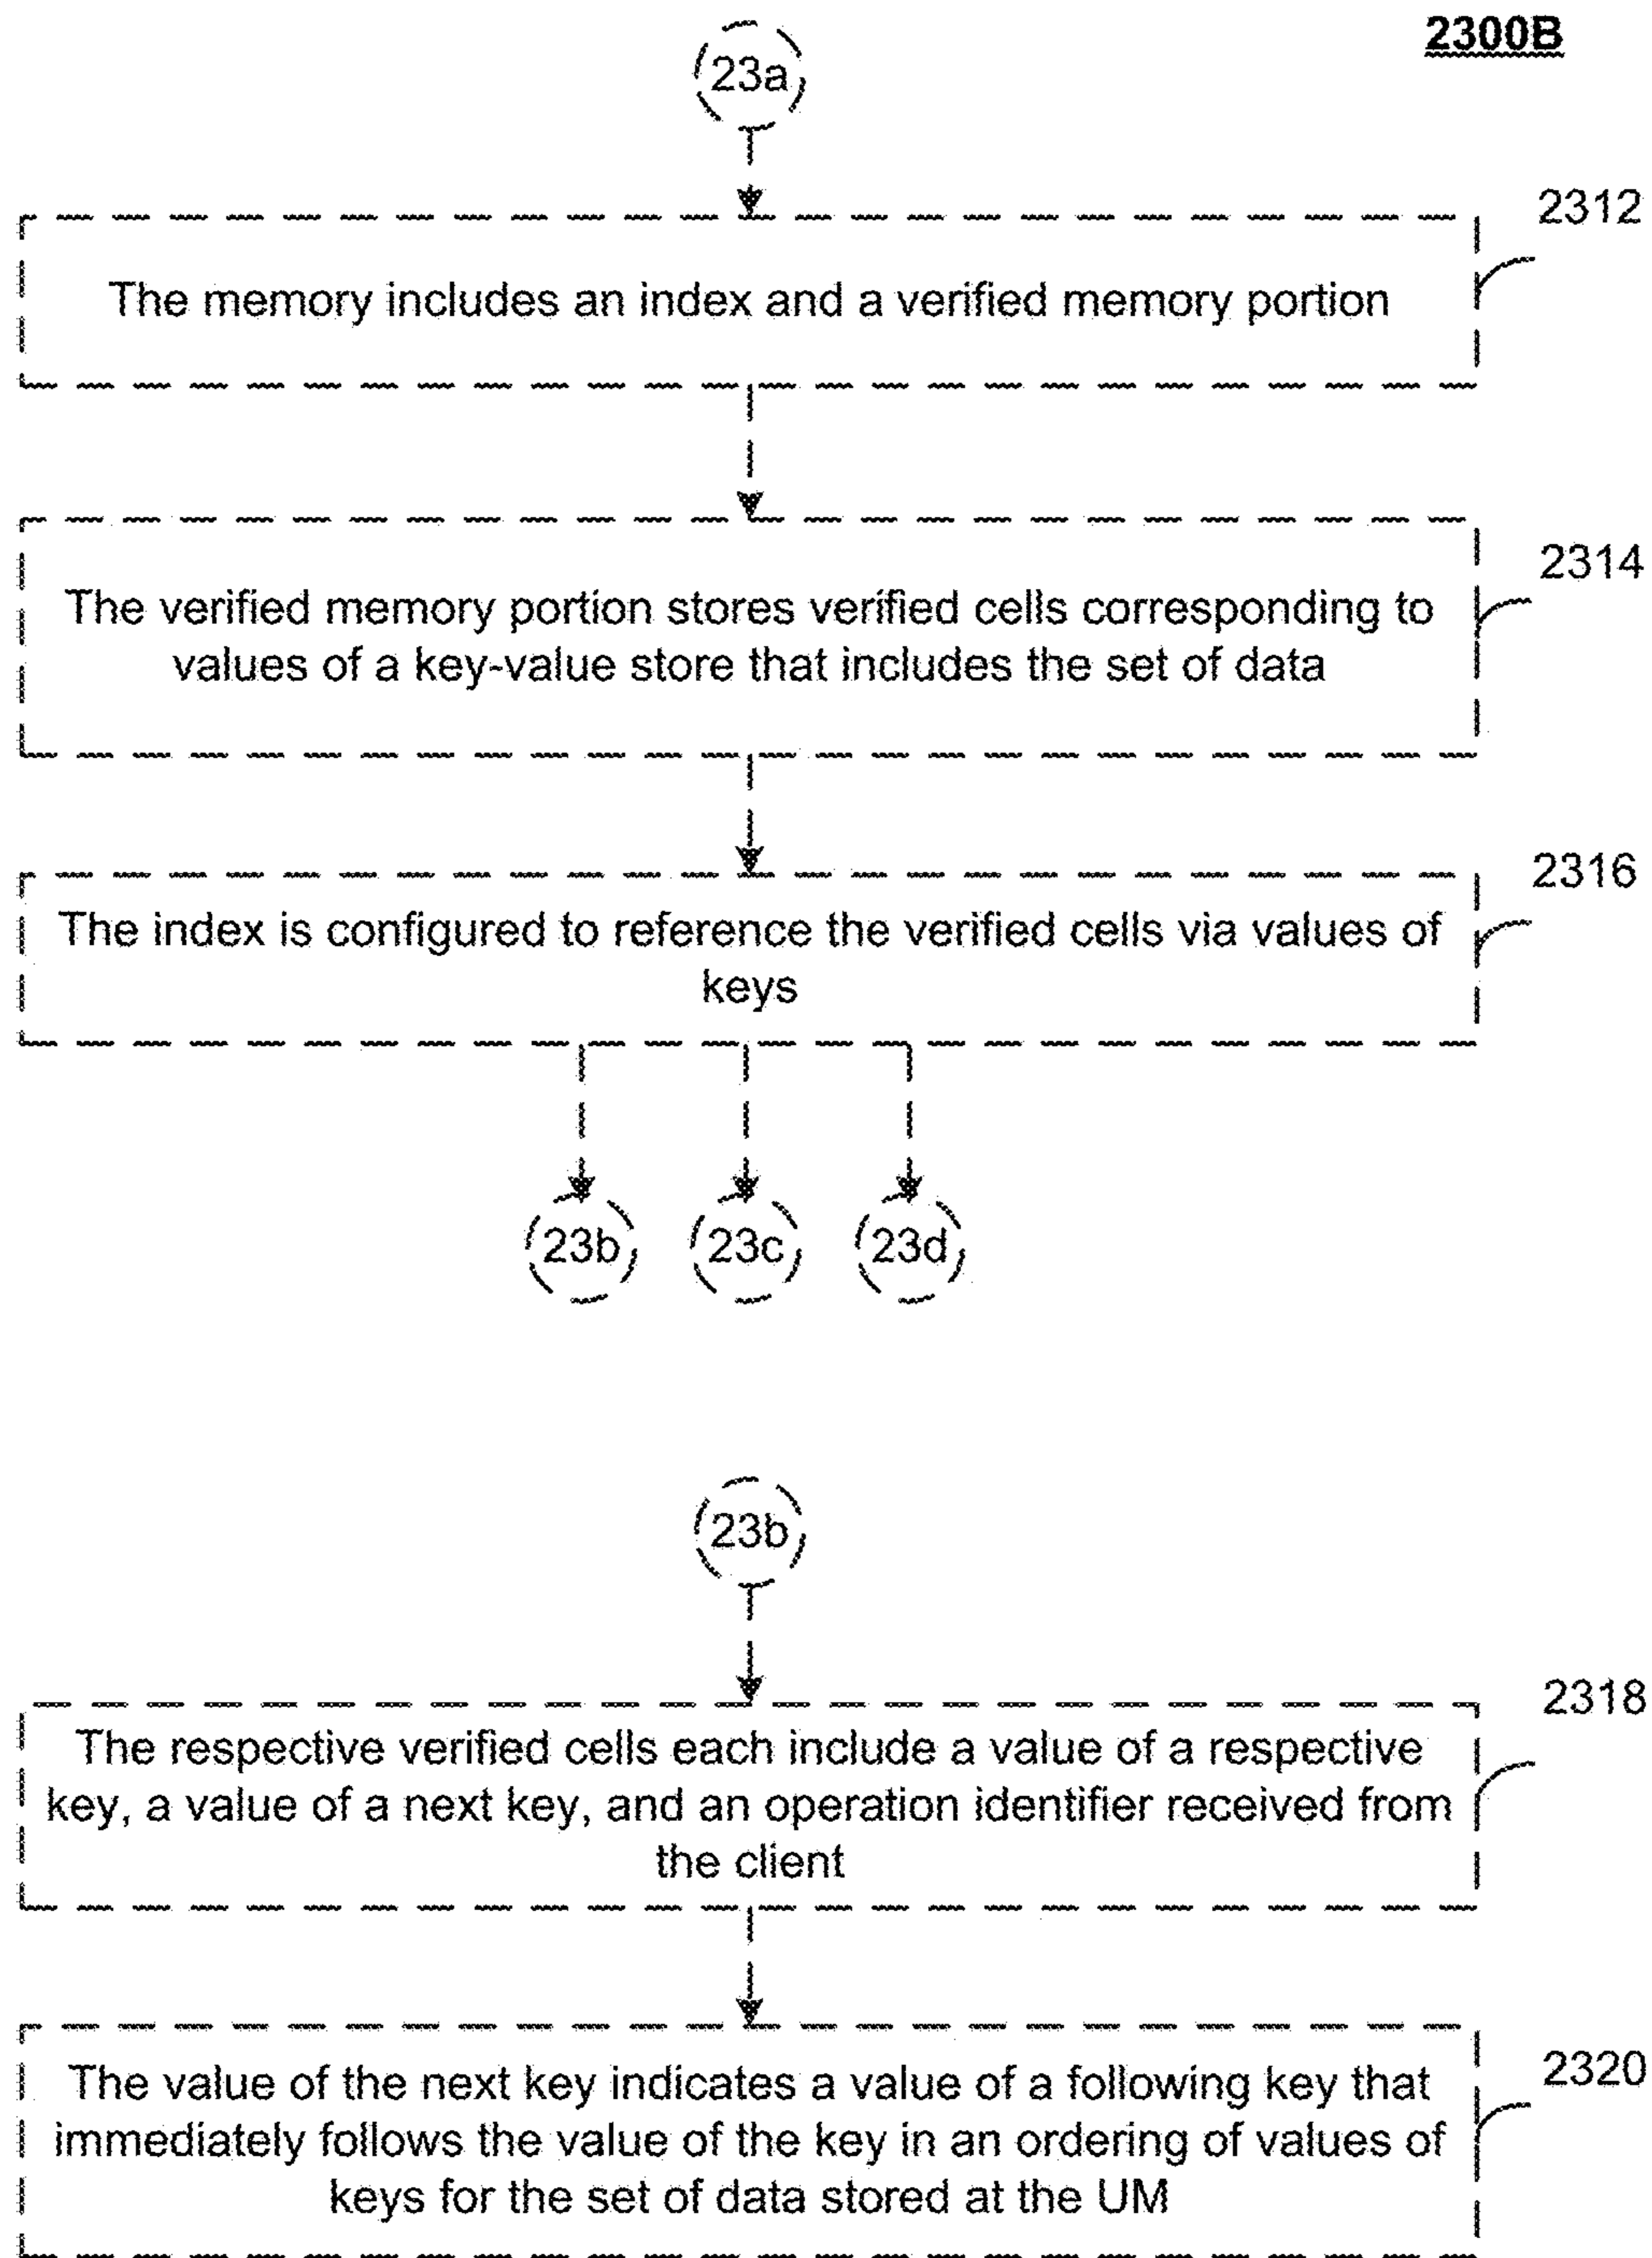 2300B
23a
2312
The memory includes an index and a verified memory portion
2314
The verified memory portion stores verified cells corresponding to
values of a key-value store that includes the set of data
2316
The index is configured to reference the verified cells via values of
keys
23b 23c 23d
23b
2318
The respective verified cells each include a value of a respective
key, a value of a next key, and an operation identifier received from
the client
2320
The value of the next key indicates a value of a following key that
immediately follows the value of the key in an ordering of values of
keys for the set of data stored at the UM